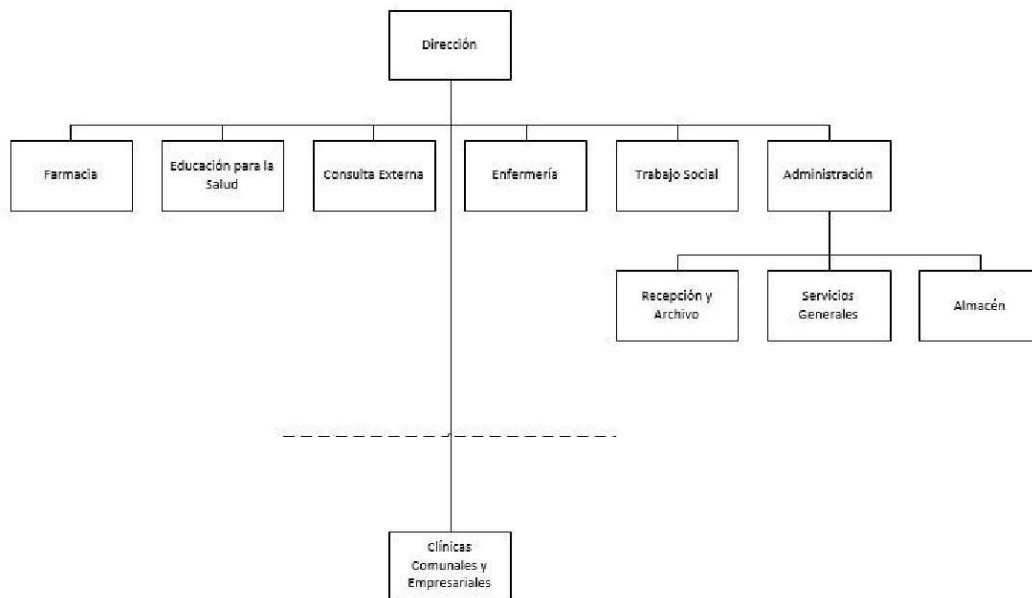 Dirección
Farmacia
Educación para la
Salud
Consulta Externa
Enfermería
Trabajo Social
Administración
Recepción y
Archivo
Servicios
Generales
Almacén
Clínicas
Comunales y
Empresariales